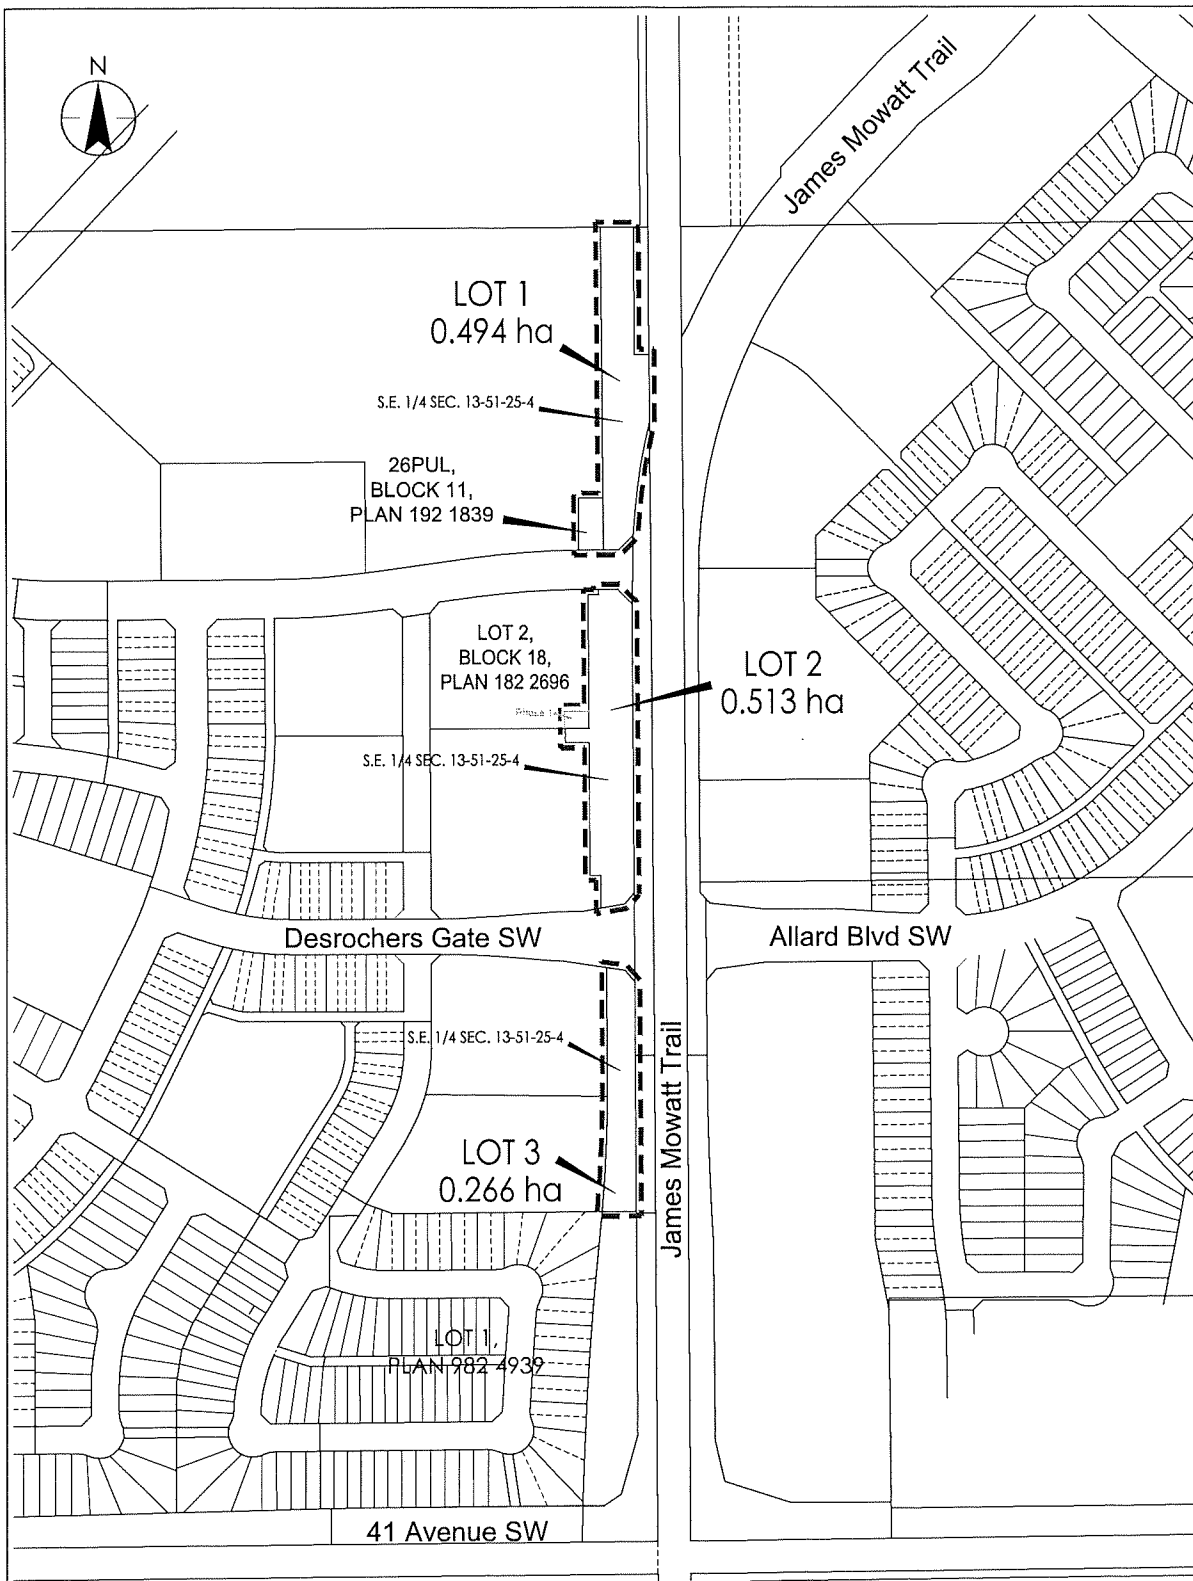 N
James Mowatt Trail
LOT 1
0.494 ha
S.E. 1/4 SEC. 13-51-25-4
26PUL,
BLOCK 11,
PLAN 192 1839
LOT 2,
BLOCK 18,
PLAN 182 2696
LOT 2
0.513 ha
S.E. 1/4 SEC. 13-51-25-4
Desrochers Gate SW
Allard Blvd SW
S.E. 1/4 SEC. 13-51-25-4
James Mowatt Trail
LOT 3
0.266 ha
LOT 1,
PLAN 982 4939
41 Avenue SW